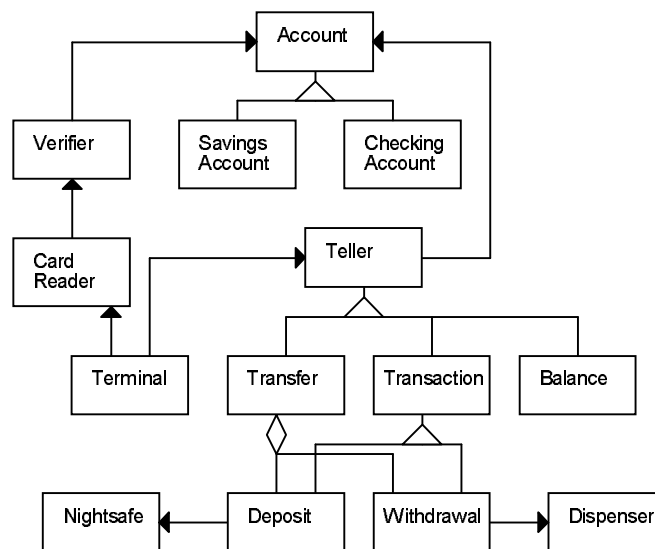 Account
Verifier
Savings
Account
Checking
Account
Card
Reader
Teller
Terminal
Transfer
Transaction
Balance
Nightsafe
Deposit
Withdrawal
Dispenser